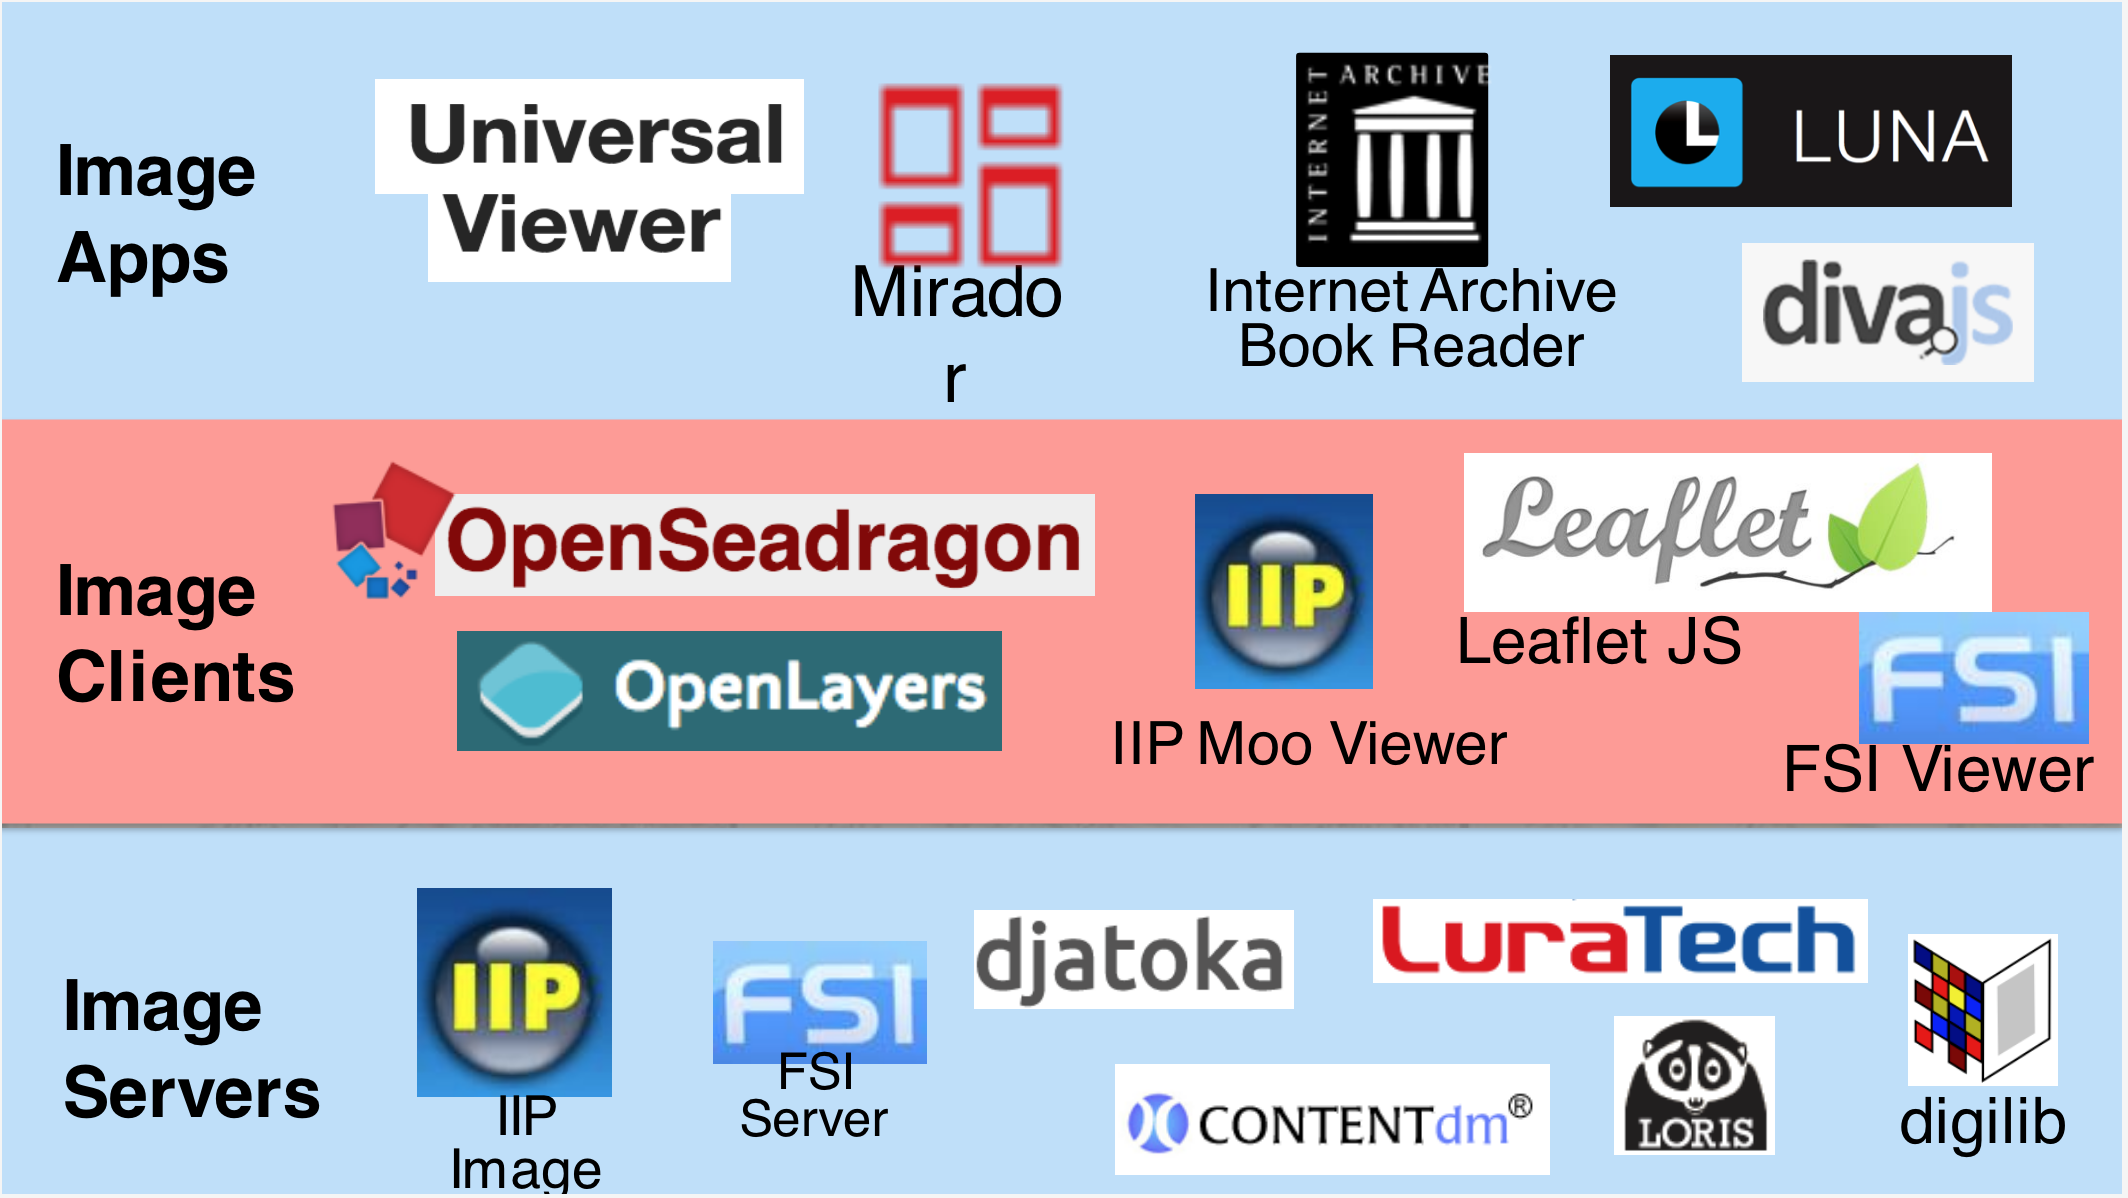 Image
Apps
Universal
Viewer
Mirado
r
INTERNET
ARCHIVE
Internet Archive
Book Reader
LUNA
divajs
Image
Clients
OpenSeadragon
OpenLayers
IIP
IIP Moo Viewer
Leaflet
Leaflet JS
FSI
FSI Viewer
Image
Servers
IIP
IIP
Image
FSI
FSI
Server
djatoka
LuraTech
CONTENTdm®
LORIS
digilib